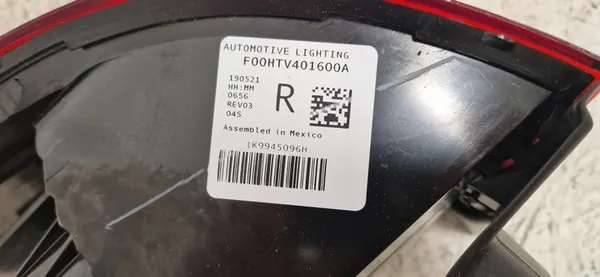 AUTOMOTIVE LIGHTING
F00HTV401600A
190521
HH:MM
0656
REV03
04S
R
Assembled in Mexico
1K9945096H